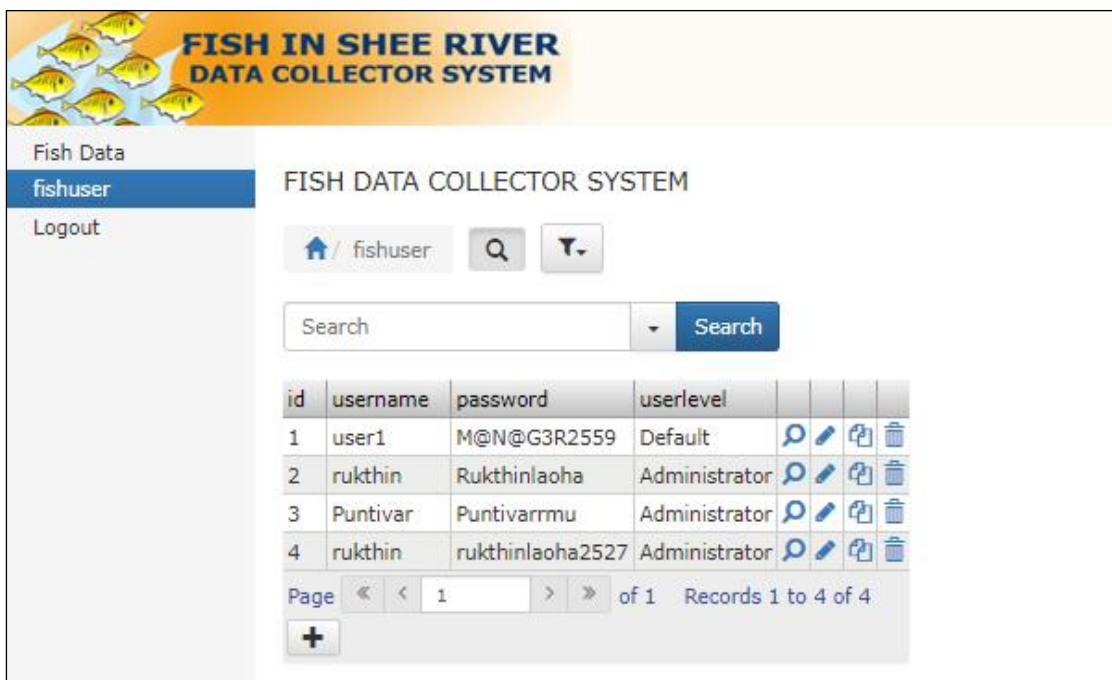 FISH IN SHEE RIVER
DATA COLLECTOR SYSTEM
Fish Data
fishuser
Logout
FISH DATA COLLECTOR SYSTEM
/ fishuser
Search Search
id username password userlevel
1 user1 M@N@G3R2559 Default
2 rukthin Rukthinlaoha Administrator
3 Puntivar Puntivarrmu Administrator
4 rukthin rukthinlaoha2527 Administrator
Page « < 1 > » of 1 Records 1 to 4 of 4